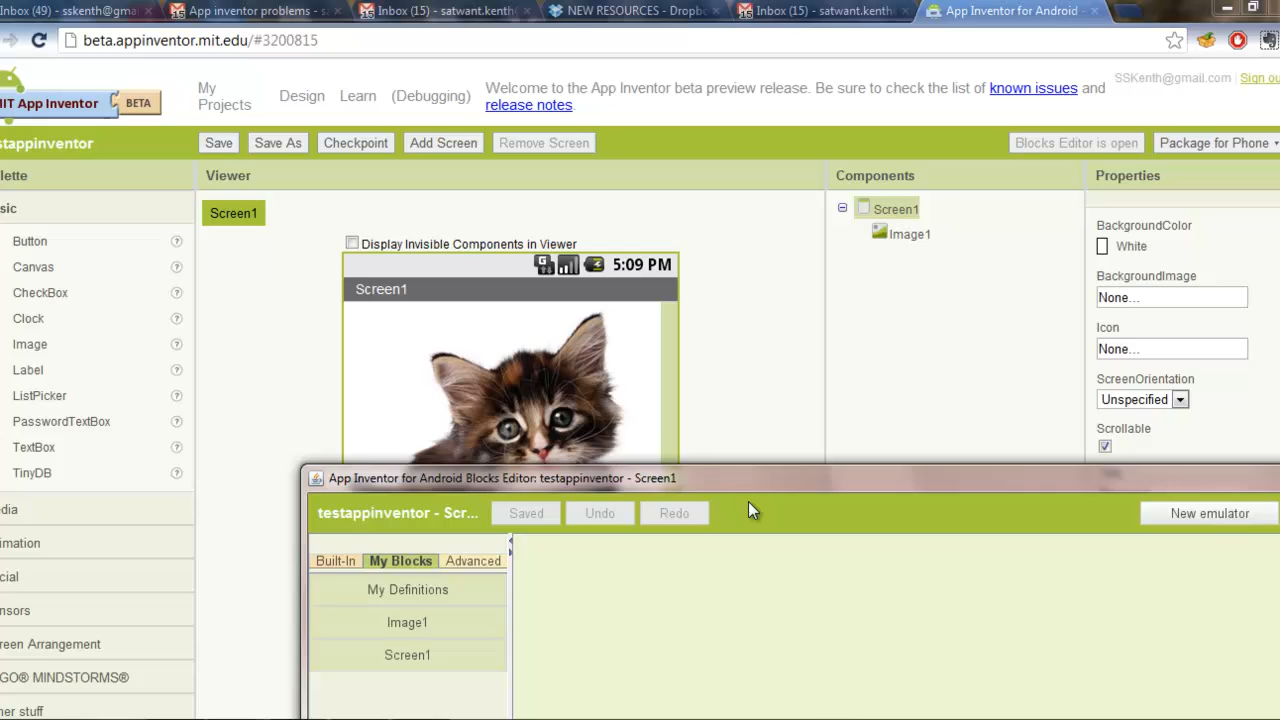 Inbox (49) - sskenth@gma
App inventor problems - s
Inbox (15) - satwant.kenth
NEW RESOURCES - Dropb
Inbox (15) - satwant.kenth
App Inventor for Android -
beta.appinventor.mit.edu/#3200815
IIT App Inventor
BETA
My Projects
Design
Learn
(Debugging)
Welcome to the App Inventor beta preview release. Be sure to check the list of known issues and
release notes.
SSKenth@gmail.com
Sign ou
stappinventor
Save
Save As
Checkpoint
Add Screen
Remove Screen
Blocks Editor is open
Package for Phone
lette
Viewer
Components
Properties
sic
Button
Canvas
CheckBox
Clock
Image
Label
ListPicker
PasswordTextBox
TextBox
TinyDB
edia
imation
cial
nsors
reen Arrangement
GO® MINDSTORMS®
her stuff
Screen1
Display Invisible Components in Viewer
5:09 PM
Screen1
Screen1
Image1
BackgroundColor
White
BackgroundImage
None...
Icon
None...
ScreenOrientation
Unspecified
Scrollable
App Inventor for Android Blocks Editor: testappinventor - Screen1
testappinventor - Scr...
Saved
Undo
Redo
New emulator
Built-In
My Blocks
Advanced
My Definitions
Image1
Screen1